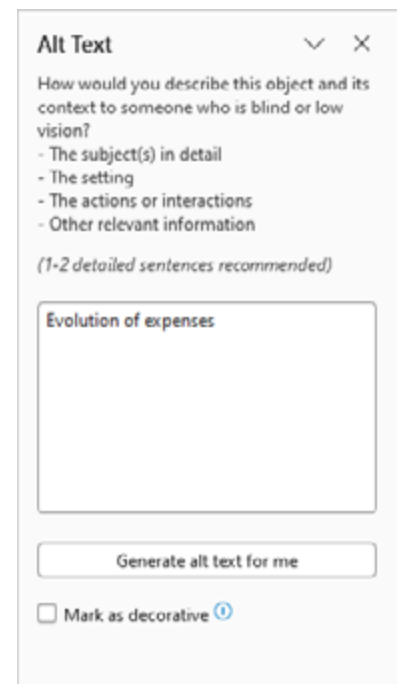 Alt Text
How would you describe this object and its
context to someone who is blind or low
vision?
- The subject(s) in detail
- The setting
- The actions or interactions
- Other relevant information
(1-2 detailed sentences recommended)
Evolution of expenses
Generate alt text for me
Mark as decorative